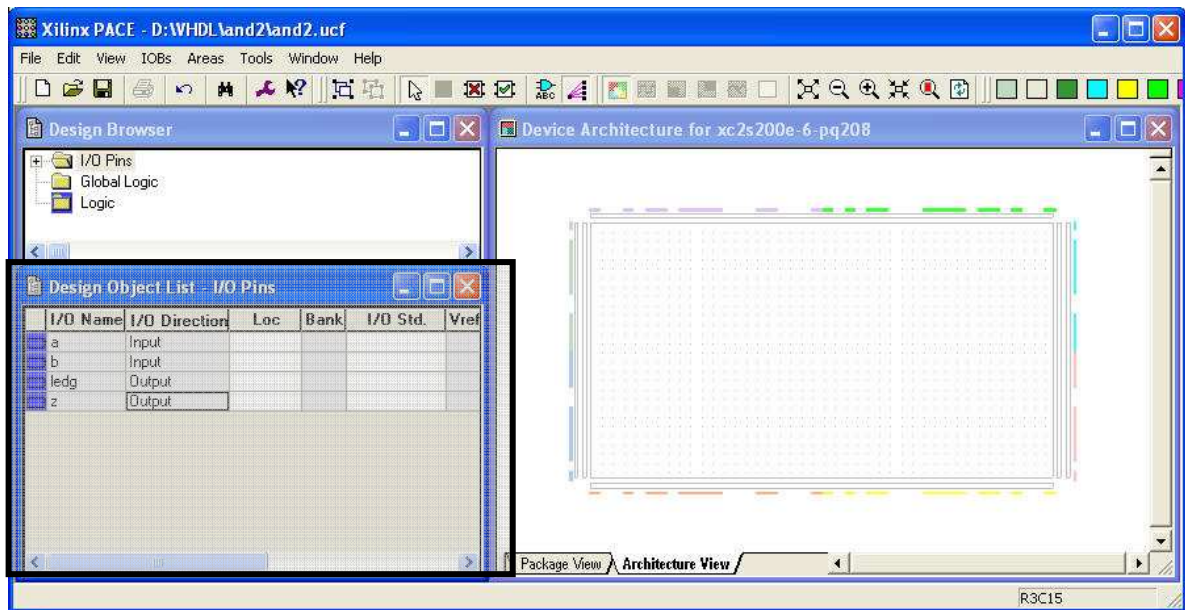 Xilinx PACE - D:\WHDL\and2\and2.ucf
File Edit View IOBs Areas Tools Window Help
ABC
Design Browser
I/O Pins
Global Logic
Logic
Device Architecture for xc2s200e-6-pq208
Design Object List - I/O Pins
I/O Name I/O Direction Loc Bank I/O Std. Vref
a Input
b Input
ledg Output
z Output
Package View Architecture View
R3C15